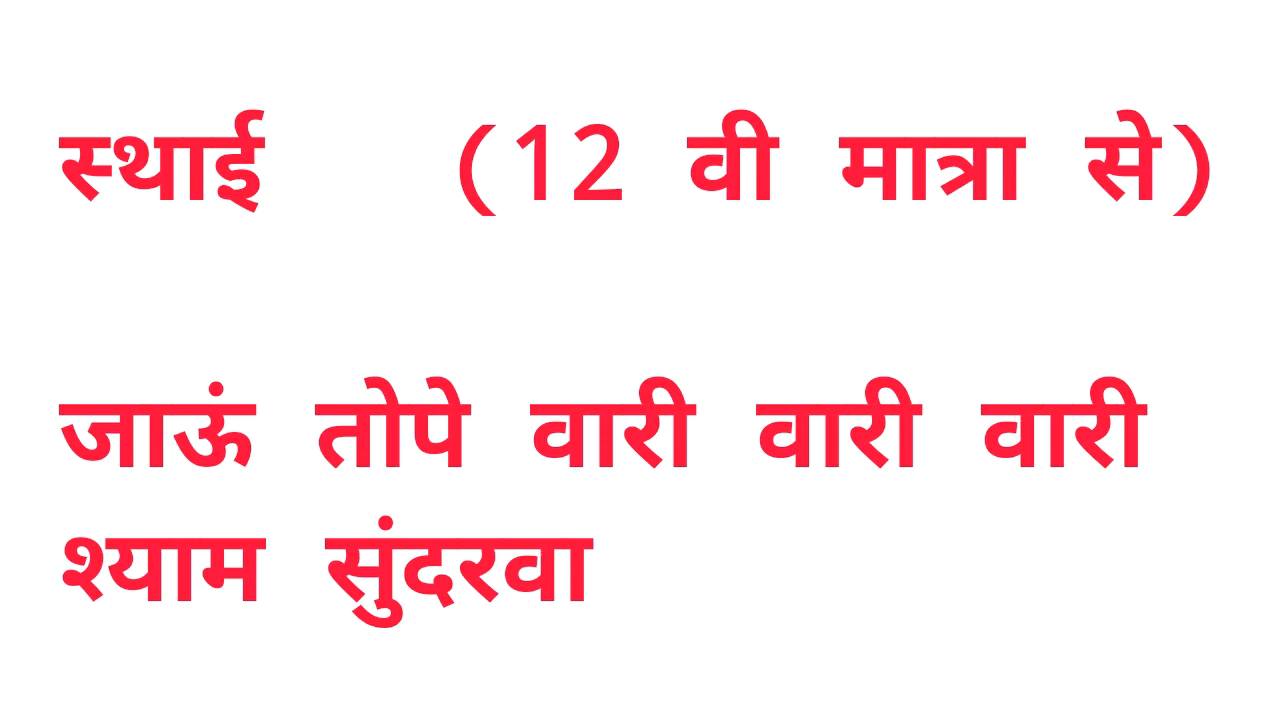 स्थाई (12 वी मात्रा से)
जाऊं तोपे वारी वारी वारी
श्याम सुंदरवा